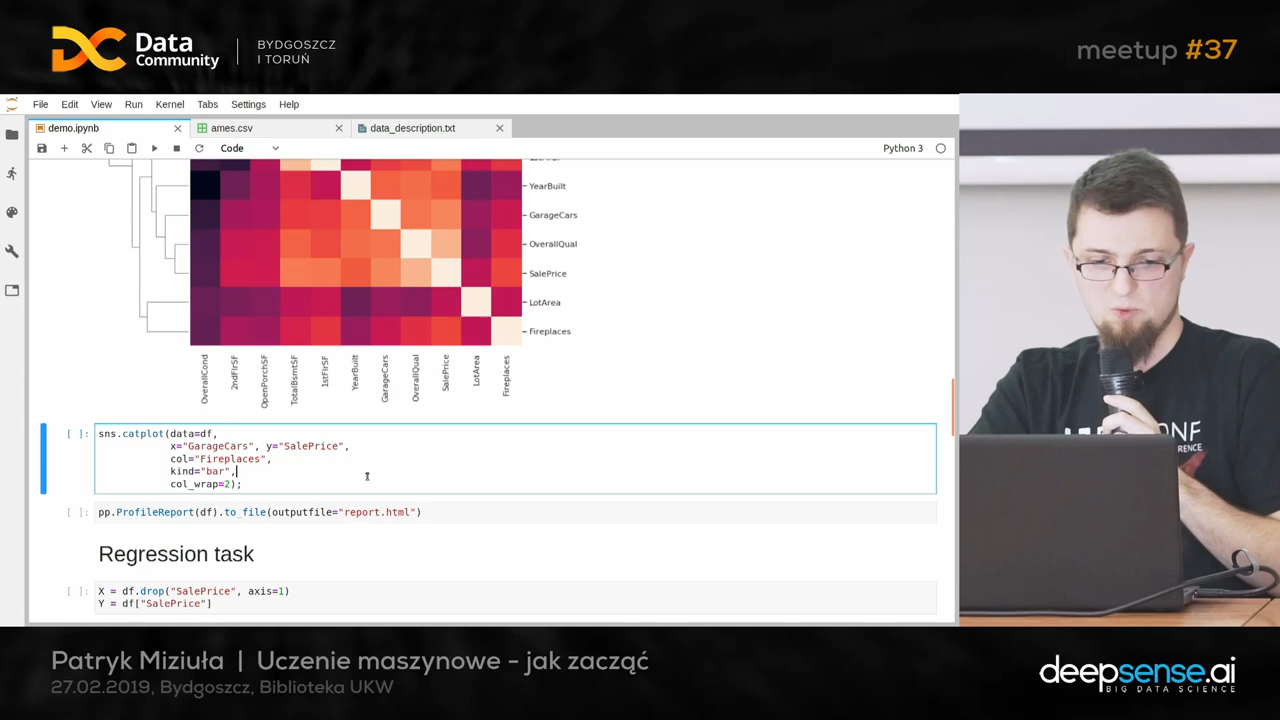 Data
Community
BYDGOSZCZ
I TORUŃ
meetup #37
File Edit View Run Kernel Tabs Settings Help
demo.ipynb
ames.csv
data_description.txt
Code
Python 3
YearBuilt
GarageCars
OverallQual
SalePrice
LotArea
Fireplaces
OverallCond
2ndFlrSF
OpenPorchSF
TotalBsmtSF
1stFlrSF
YearBuilt
GarageCars
OverallQual
SalePrice
LotArea
Fireplaces
[ ]: sns.catplot(data=df,
x="GarageCars", y="SalePrice",
col="Fireplaces",
kind="bar",
col_wrap=2);
[ ]: pp.ProfileReport(df).to_file(outputfile="report.html")
Regression task
[ ]: X = df.drop("SalePrice", axis=1)
Y = df["SalePrice"]
CONF
Patryk Miziuła | Uczenie maszynowe - jak zacząć
27.02.2019, Bydgoszcz, Biblioteka UKW
deepsense.ai
BIG DATA SCIENCE